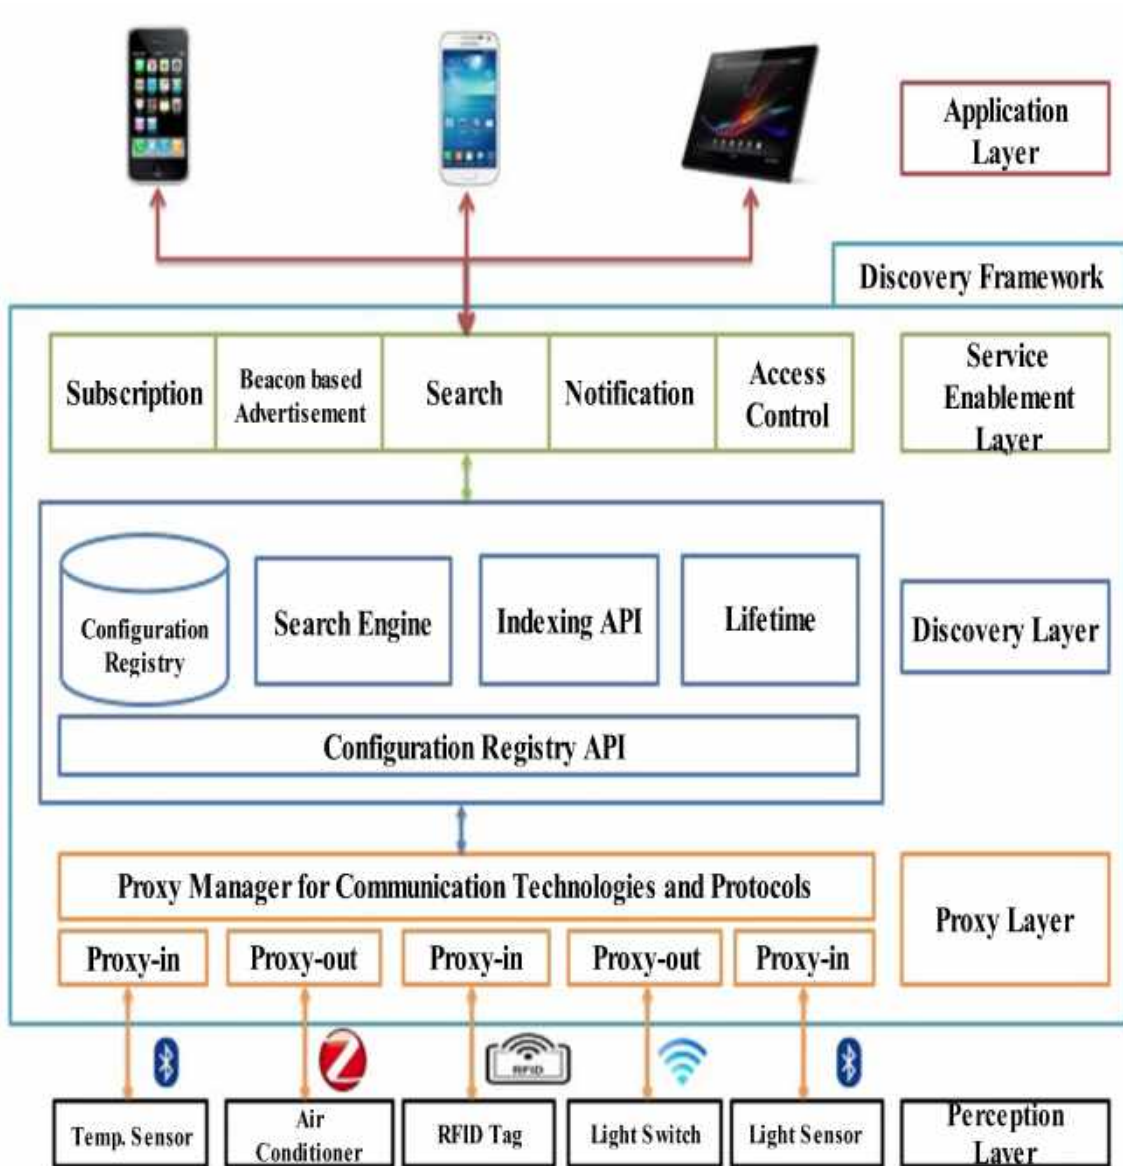 Application
Layer
Discovery Framework
Subscription
Beacon based
Advertisement
Search
Notification
Access
Control
Service
Enablement
Layer
Configuration
Registry
Search Engine
Indexing API
Lifetime
Discovery Layer
Configuration Registry API
Proxy Manager for Communication Technologies and Protocols
Proxy Layer
Proxy-in
Proxy-out
Proxy-in
Proxy-out
Proxy-in
Z
RFID
Temp. Sensor
Air
Conditioner
RFID Tag
Light Switch
Light Sensor
Perception
Layer